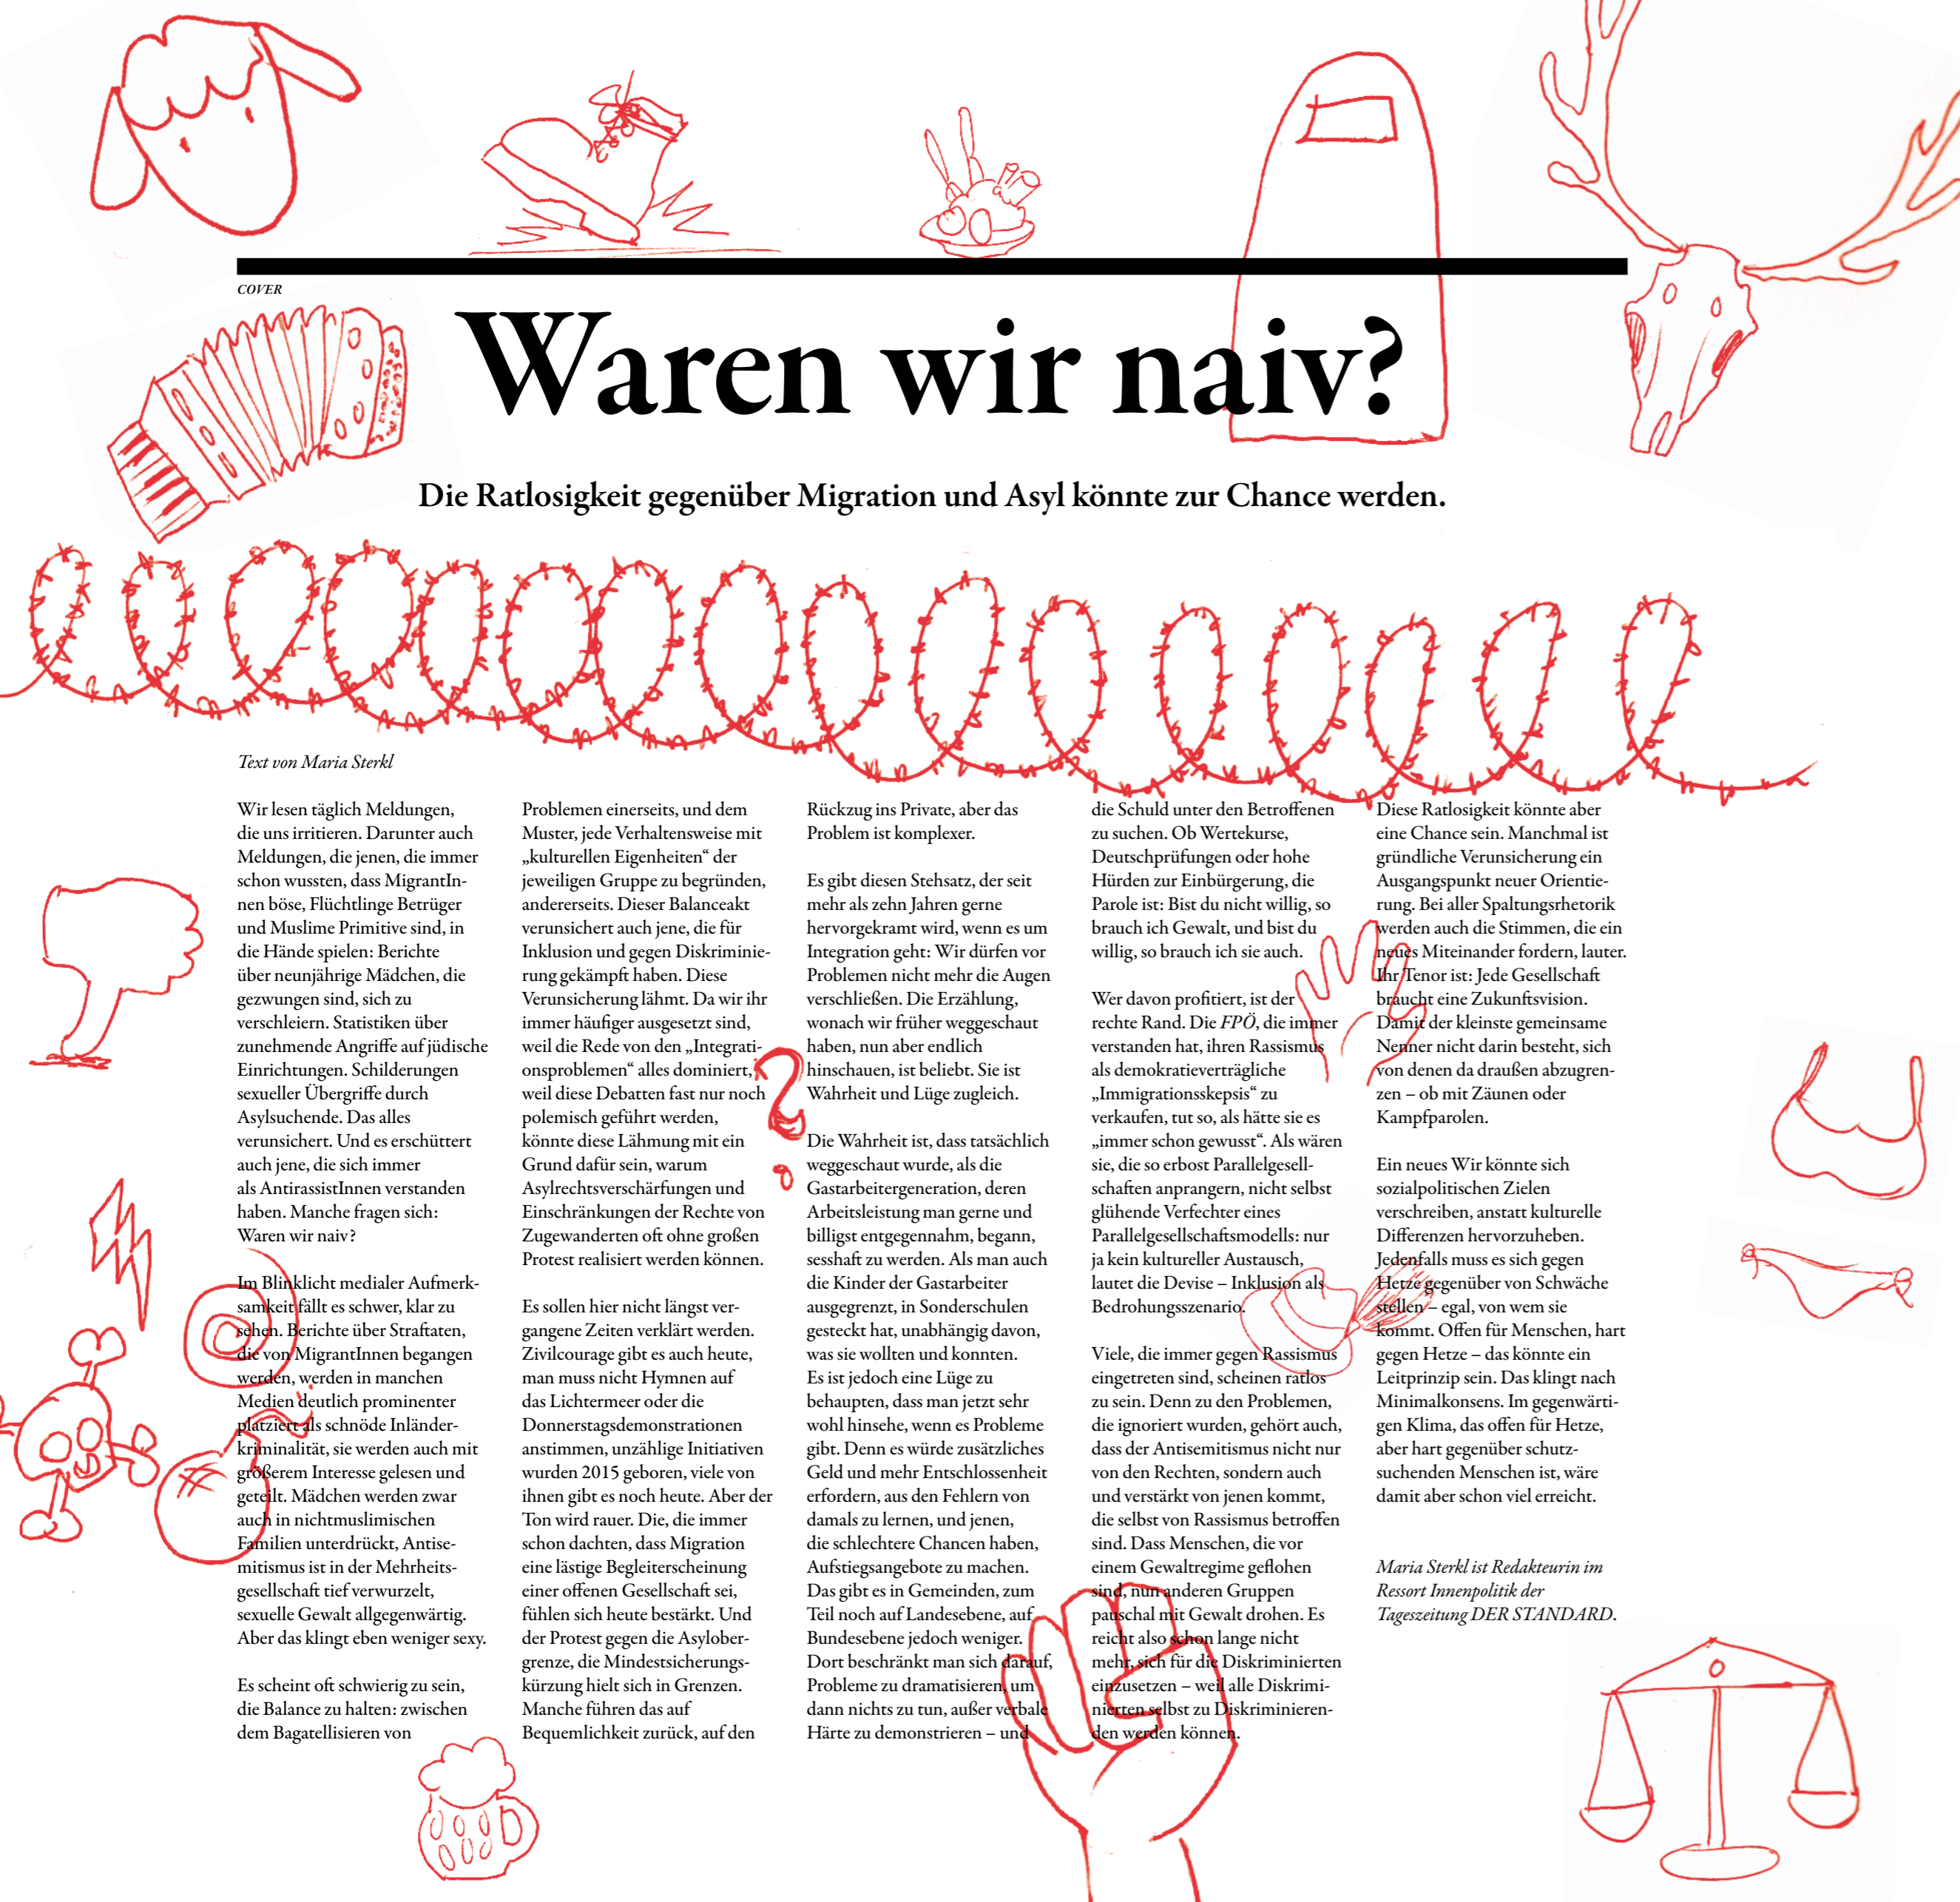 COVER
Waren wir naiv?
Die Ratlosigkeit gegenüber Migration und Asyl könnte zur Chance werden.
Text von Maria Sterkl
Wir lesen täglich Meldungen,
die uns irritieren. Darunter auch
Meldungen, die jenen, die immer
schon wussten, dass MigrantIn-
nen böse, Flüchtlinge Betrüger
und Muslime Primitive sind, in
die Hände spielen: Berichte
über neunjährige Mädchen, die
gezwungen sind, sich zu
verschleiern. Statistiken über
zunehmende Angriffe auf jüdische
Einrichtungen. Schilderungen
sexueller Übergriffe durch
Asylsuchende. Das alles
verunsichert. Und es erschüttert
auch jene, die sich immer
als AntirassistInnen verstanden
haben. Manche fragen sich:
Waren wir naiv?
Im Blinklicht medialer Aufmerk-
samkeit fällt es schwer, klar zu
sehen. Berichte über Straftaten,
die von MigrantInnen begangen
werden, werden in manchen
Medien deutlich prominenter
platziert als schnöde Inländer-
kriminalität, sie werden auch mit
größerem Interesse gelesen und
geteilt. Mädchen werden zwar
auch in nichtmuslimischen
Familien unterdrückt, Antise-
mitismus ist in der Mehrheits-
gesellschaft tief verwurzelt,
sexuelle Gewalt allgegenwärtig.
Aber das klingt eben weniger sexy.
Es scheint oft schwierig zu sein,
die Balance zu halten: zwischen
dem Bagatellisieren von
Problemen einerseits, und dem
Muster, jede Verhaltensweise mit
„kulturellen Eigenheiten“ der
jeweiligen Gruppe zu begründen,
andererseits. Dieser Balanceakt
verunsichert auch jene, die für
Inklusion und gegen Diskriminie-
rung gekämpft haben. Diese
Verunsicherung lähmt. Da wir ihr
immer häufiger ausgesetzt sind,
weil die Rede von den „Integrati-
onsproblemen“ alles dominiert,
weil diese Debatten fast nur noch
polemisch geführt werden,
könnte diese Lähmung mit ein
Grund dafür sein, warum
Asylrechtsverschärfungen und
Einschränkungen der Rechte von
Zugewanderten oft ohne großen
Protest realisiert werden können.
Es sollen hier nicht längst ver-
gangene Zeiten verklärt werden.
Zivilcourage gibt es auch heute,
man muss nicht Hymnen auf
das Lichtermeer oder die
Donnerstagsdemonstrationen
anstimmen, unzählige Initiativen
wurden 2015 geboren, viele von
ihnen gibt es noch heute. Aber der
Ton wird rauer. Die, die immer
schon dachten, dass Migration
eine lästige Begleiterscheinung
einer offenen Gesellschaft sei,
fühlen sich heute bestärkt. Und
der Protest gegen die Asylober-
grenze, die Mindestsicherungs-
kürzung hielt sich in Grenzen.
Manche führen das auf
Bequemlichkeit zurück, auf den
Rückzug ins Private, aber das
Problem ist komplexer.
Es gibt diesen Stehsatz, der seit
mehr als zehn Jahren gerne
hervorgekramt wird, wenn es um
Integration geht: Wir dürfen vor
Problemen nicht mehr die Augen
verschließen. Die Erzählung,
wonach wir früher weggeschaut
haben, nun aber endlich
hinschauen, ist beliebt. Sie ist
Wahrheit und Lüge zugleich.
Die Wahrheit ist, dass tatsächlich
weggeschaut wurde, als die
Gastarbeitergeneration, deren
Arbeitsleistung man gerne und
billigst entgegennahm, begann,
sesshaft zu werden. Als man auch
die Kinder der Gastarbeiter
ausgegrenzt, in Sonderschulen
gesteckt hat, unabhängig davon,
was sie wollten und konnten.
Es ist jedoch eine Lüge zu
behaupten, dass man jetzt sehr
wohl hinsehe, wenn es Probleme
gibt. Denn es würde zusätzliches
Geld und mehr Entschlossenheit
erfordern, aus den Fehlern von
damals zu lernen, und jenen,
die schlechtere Chancen haben,
Aufstiegsangebote zu machen.
Das gibt es in Gemeinden, zum
Teil noch auf Landesebene, auf
Bundesebene jedoch weniger.
Dort beschränkt man sich darauf,
Probleme zu dramatisieren, um
dann nichts zu tun, außer verbale
Härte zu demonstrieren – und
die Schuld unter den Betroffenen
zu suchen. Ob Wertekurse,
Deutschprüfungen oder hohe
Hürden zur Einbürgerung, die
Parole ist: Bist du nicht willig, so
brauch ich Gewalt, und bist du
willig, so brauch ich sie auch.
Wer davon profitiert, ist der
rechte Rand. Die FPÖ, die immer
verstanden hat, ihren Rassismus
als demokratieverträgliche
„Immigrationsskepsis“ zu
verkaufen, tut so, als hätte sie es
„immer schon gewusst“. Als wären
sie, die so erbost Parallelgesell-
schaften anprangern, nicht selbst
glühende Verfechter eines
Parallelgesellschaftsmodells: nur
ja kein kultureller Austausch,
lautet die Devise – Inklusion als
Bedrohungsszenario.
Viele, die immer gegen Rassismus
eingetreten sind, scheinen ratlos
zu sein. Denn zu den Problemen,
die ignoriert wurden, gehört auch,
dass der Antisemitismus nicht nur
von den Rechten, sondern auch
und verstärkt von jenen kommt,
die selbst von Rassismus betroffen
sind. Dass Menschen, die vor
einem Gewaltregime geflohen
sind, nun anderen Gruppen
pauschal mit Gewalt drohen. Es
reicht also schon lange nicht
mehr, sich für die Diskriminierten
einzusetzen – weil alle Diskrimi-
nierten selbst zu Diskriminieren-
den werden können.
Diese Ratlosigkeit könnte aber
eine Chance sein. Manchmal ist
gründliche Verunsicherung ein
Ausgangspunkt neuer Orientie-
rung. Bei aller Spaltungsrhetorik
werden auch die Stimmen, die ein
neues Miteinander fordern, lauter.
Ihr Tenor ist: Jede Gesellschaft
braucht eine Zukunftsvision.
Damit der kleinste gemeinsame
Nenner nicht darin besteht, sich
von denen da draußen abzugren-
zen – ob mit Zäunen oder
Kampfparolen.
Ein neues Wir könnte sich
sozialpolitischen Zielen
verschreiben, anstatt kulturelle
Differenzen hervorzuheben.
Jedenfalls muss es sich gegen
Hetze gegenüber von Schwäche
stellen – egal, von wem sie
kommt. Offen für Menschen, hart
gegen Hetze – das könnte ein
Leitprinzip sein. Das klingt nach
Minimalkonsens. Im gegenwärti-
gen Klima, das offen für Hetze,
aber hart gegenüber schutz-
suchenden Menschen ist, wäre
damit aber schon viel erreicht.
Maria Sterkl ist Redakteurin im
Ressort Innenpolitik der
Tageszeitung DER STANDARD.
?